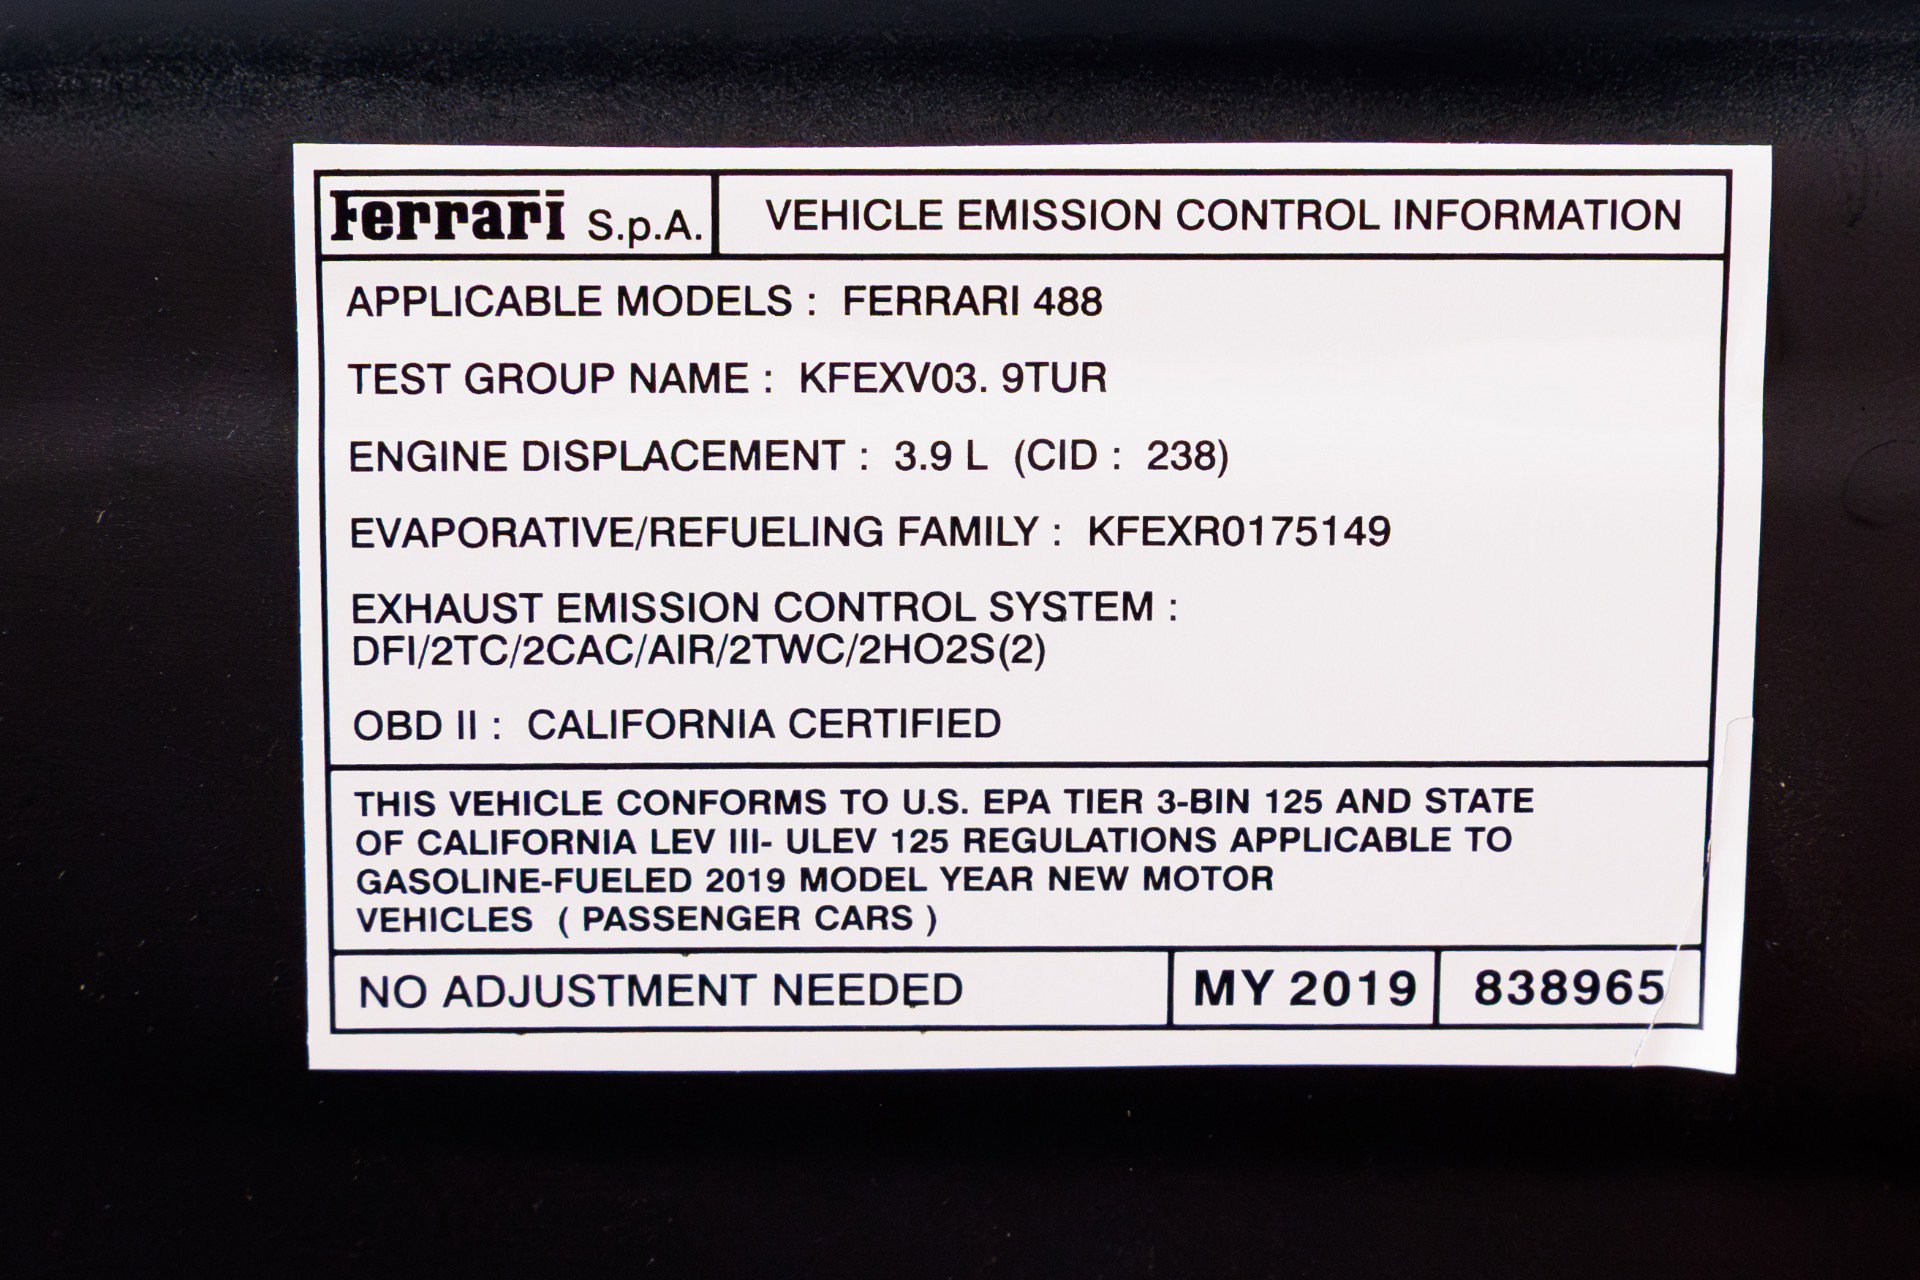 Ferrari S.p.A. VEHICLE EMISSION CONTROL INFORMATION
APPLICABLE MODELS : FERRARI 488
TEST GROUP NAME : KFEXV03. 9TUR
ENGINE DISPLACEMENT : 3.9 L (CID : 238)
EVAPORATIVE/REFUELING FAMILY : KFEXR0175149
EXHAUST EMISSION CONTROL SYSTEM :
DFI/2TC/2CAC/AIR/2TWC/2HO2S(2)
OBD II : CALIFORNIA CERTIFIED
THIS VEHICLE CONFORMS TO U.S. EPA TIER 3-BIN 125 AND STATE
OF CALIFORNIA LEV III- ULEV 125 REGULATIONS APPLICABLE TO
GASOLINE-FUELED 2019 MODEL YEAR NEW MOTOR
VEHICLES ( PASSENGER CARS )
NO ADJUSTMENT NEEDED MY 2019 838965